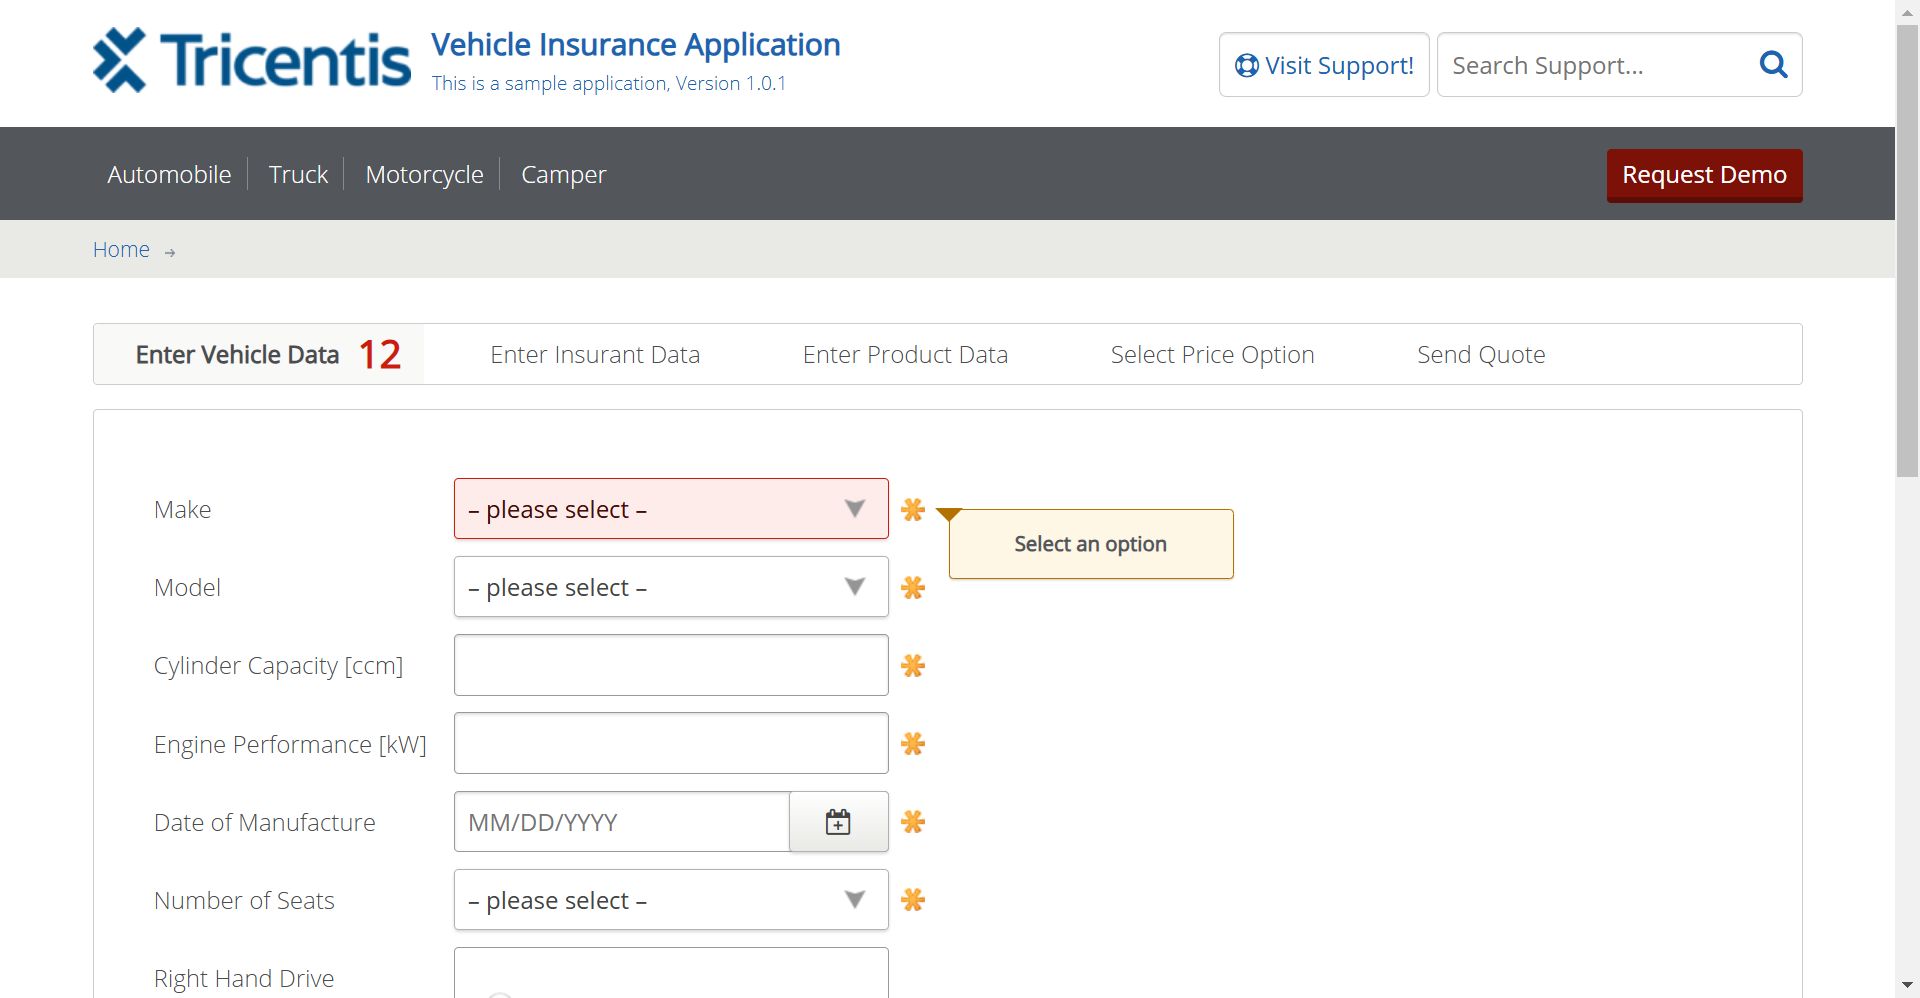 Tricentis
Vehicle Insurance Application
This is a sample application, Version 1.0.1
Visit Support!
Search Support...
Automobile
Truck
Motorcycle
Camper
Request Demo
Home
Enter Vehicle Data 12
Enter Insurant Data
Enter Product Data
Select Price Option
Send Quote
Make
– please select –
Select an option
Model
– please select –
Cylinder Capacity [ccm]
Engine Performance [kW]
Date of Manufacture
MM/DD/YYYY
Number of Seats
– please select –
Right Hand Drive